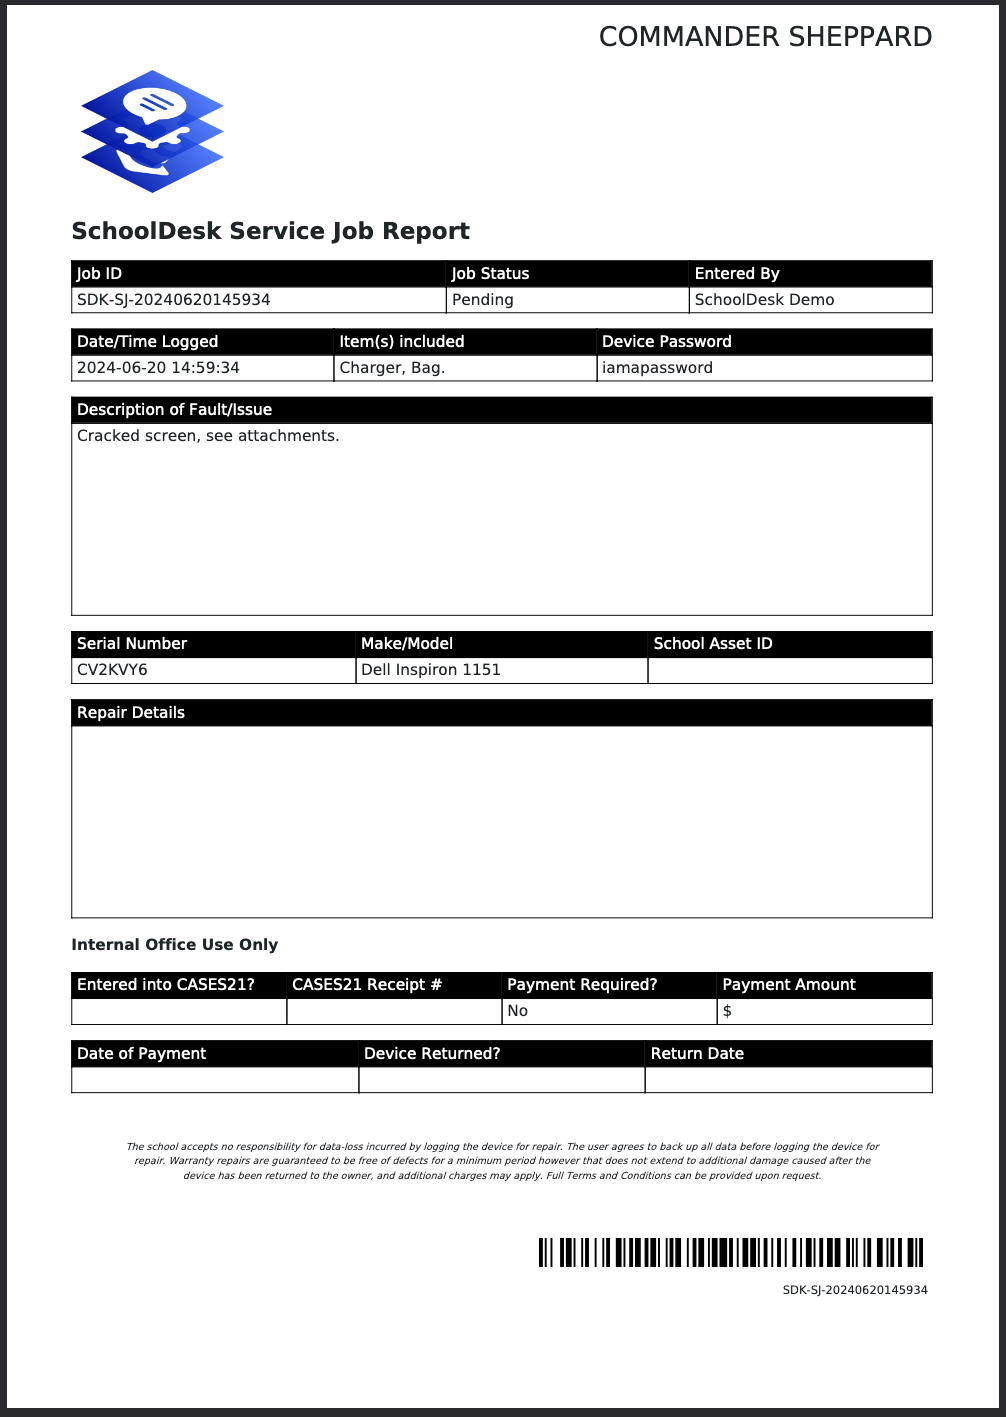 COMMANDER SHEPPARD
SchoolDesk Service Job Report
Job ID Job Status Entered By
SDK-SJ-20240620145934 Pending SchoolDesk Demo
Date/Time Logged Item(s) included Device Password
2024-06-20 14:59:34 Charger, Bag. iamapassword
Description of Fault/Issue
Cracked screen, see attachments.
Serial Number Make/Model School Asset ID
CV2KVY6 Dell Inspiron 1151
Repair Details
Internal Office Use Only
Entered into CASES21? CASES21 Receipt # Payment Required? Payment Amount
No $
Date of Payment Device Returned? Return Date
The school accepts no responsibility for data-loss incurred by logging the device for repair. The user agrees to back up all data before logging the device for
repair. Warranty repairs are guaranteed to be free of defects for a minimum period however that does not extend to additional damage caused after the
device has been returned to the owner, and additional charges may apply. Full Terms and Conditions can be provided upon request.
SDK-SJ-20240620145934